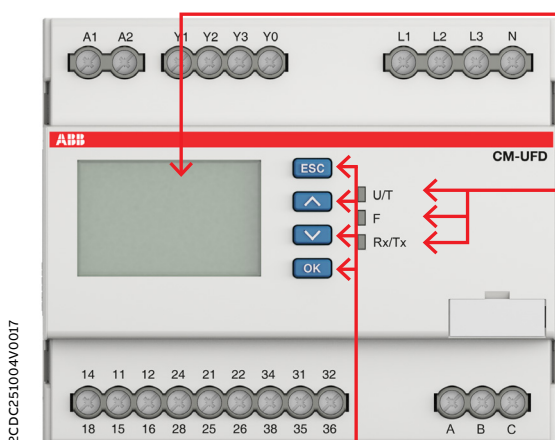 A1 A2 Y1 Y2 Y3 Y0 L1 L2 L3 N
ABB
CM-UFD
ESC
U/T
F
Rx/Tx
OK
14 11 12 24 21 22 34 31 32
18 15 16 28 25 26 38 35 36 A B C
2CDC251004V0017